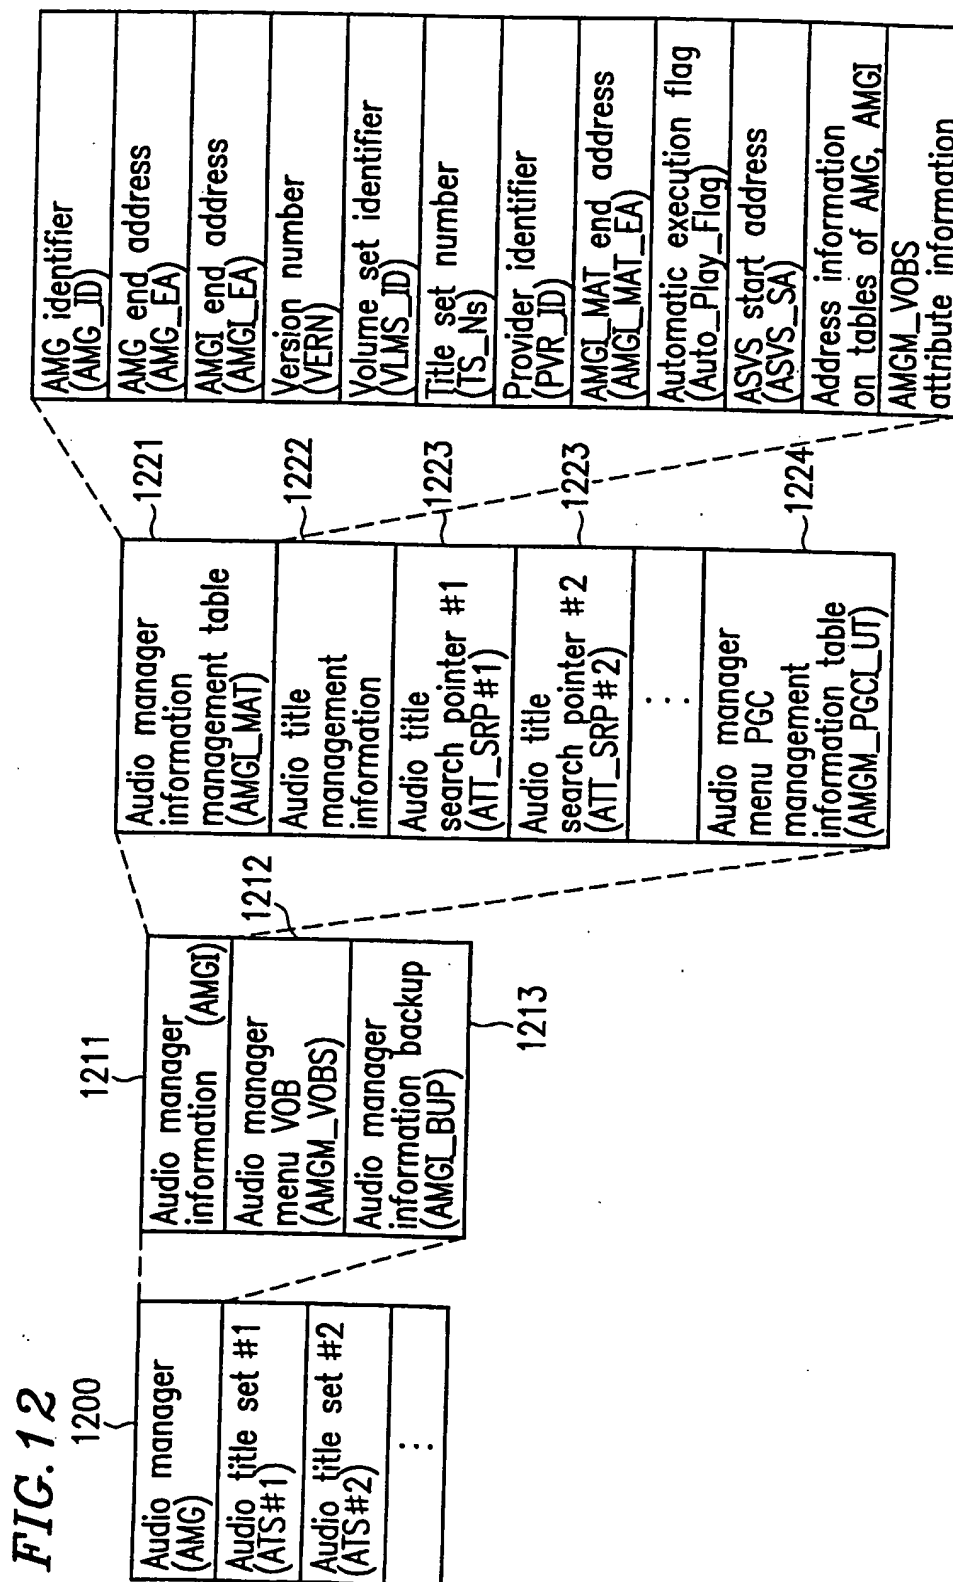 FIG. 12
1200
Audio manager
(AMG)
Audio title set #1
(ATS#1)
Audio title set #2
(ATS#2)
⋮
1211
Audio manager
information (AMGI)
Audio manager
menu VOB
(AMGM_VOBS)
1212
Audio manager
information backup
(AMGI_BUP)
1213
Audio manager
information
management table
(AMGI_MAT)
1221
Audio title
management
information
1222
Audio title
search pointer #1
(ATT_SRP#1)
1223
Audio title
search pointer #2
(ATT_SRP#2)
1223
⋮
Audio manager
menu PGC
management
information table
(AMGM_PGCI_UT)
1224
AMG identifier
(AMG_ID)
AMG end address
(AMG_EA)
AMGI end address
(AMGI_EA)
Version number
(VERN)
Volume set identifier
(VLMS_ID)
Title set number
(TS_Ns)
Provider identifier
(PVR_ID)
AMGI_MAT end address
(AMGI_MAT_EA)
Automatic execution flag
(Auto_Play_Flag)
ASVS start address
(ASVS_SA)
Address information
on tables of AMG, AMGI
AMGM_VOBS
attribute information